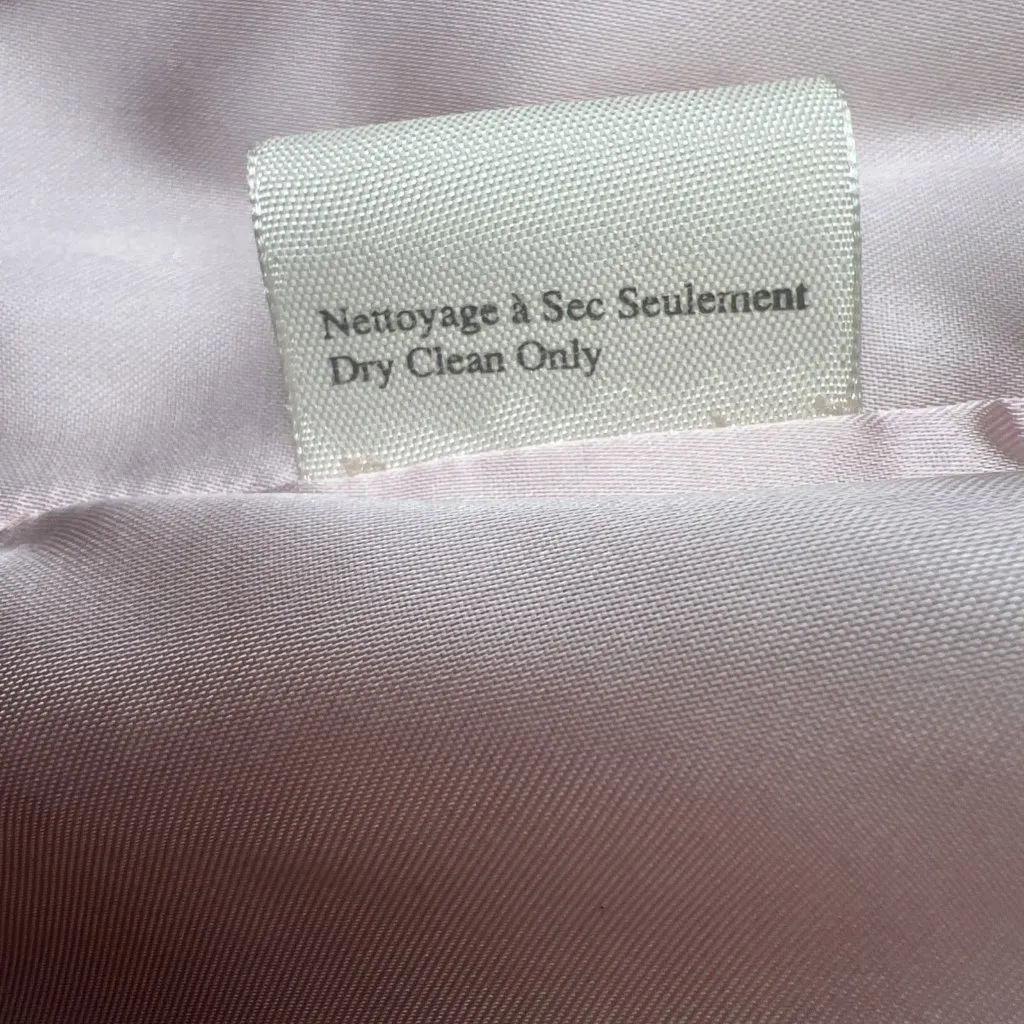 Nettoyage à Sec Seulement
Dry Clean Only